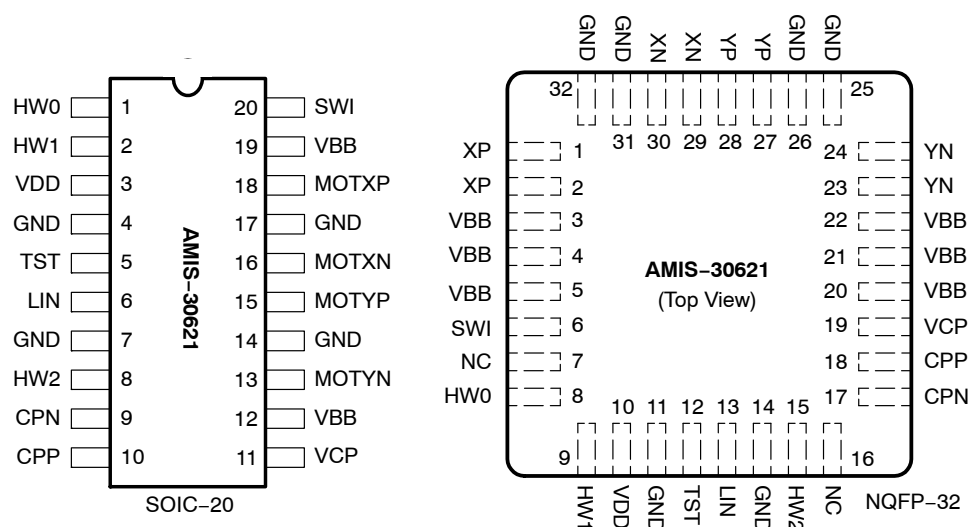 HW0 1 20 SWI
HW1 2 19 VBB
VDD 3 18 MOTXP
GND 4 17 GND
TST 5 16 MOTXN
LIN 6 15 MOTYP
GND 7 14 GND
HW2 8 13 MOTYN
CPN 9 12 VBB
CPP 10 11 VCP
AMIS–30621
SOIC–20
GND GND XN XN YP YP GND GND
32 31 30 29 28 27 26 25
XP 1 24 YN
XP 2 23 YN
VBB 3 22 VBB
VBB 4 21 VBB
VBB 5 20 VBB
SWI 6 19 VCP
NC 7 18 CPP
HW0 8 17 CPN
AMIS–30621
(Top View)
9 10 11 12 13 14 15 16
HW1 VDD GND TST LIN GND HW2 NC
NQFP–32